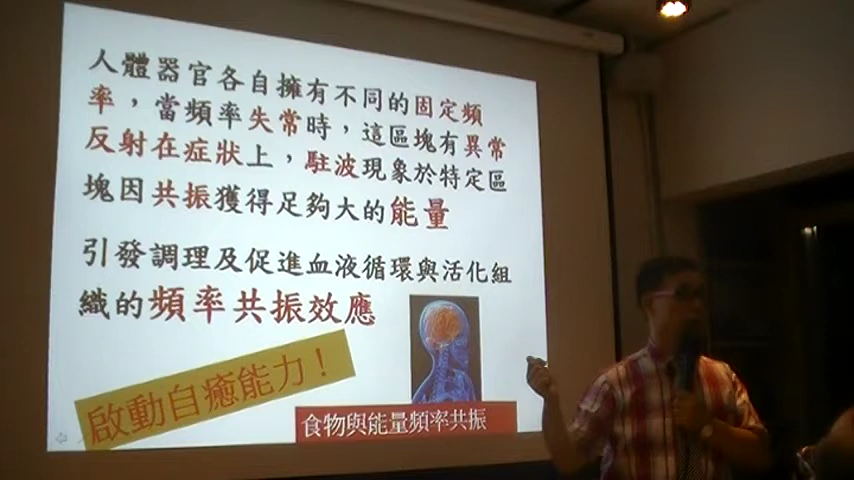 人體器官各自擁有不同的固定頻
率，當頻率失常時，這區塊有異常
反射在症狀上，駐波現象於特定區
塊因共振獲得足夠大的能量
引發調理及促進血液循環與活化組
織的頻率共振效應
啟動自癒能力！
食物與能量頻率共振